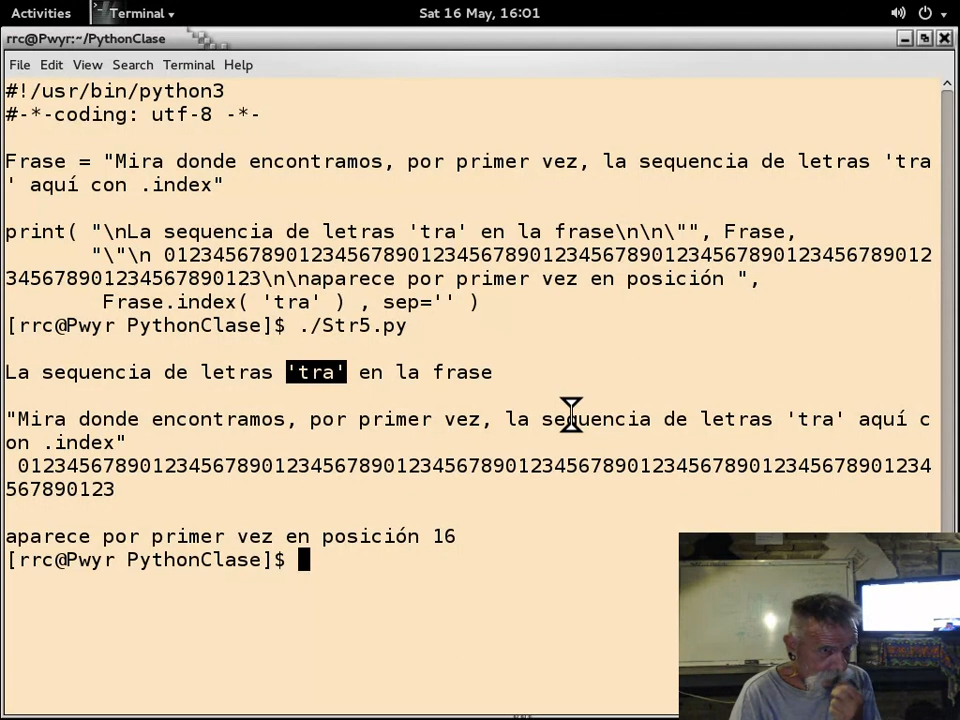 Activities Terminal Sat 16 May, 16:01
rrc@Pwyr:~/PythonClase
File Edit View Search Terminal Help
#!/usr/bin/python3
#-*-coding: utf-8 -*-
Frase = "Mira donde encontramos, por primer vez, la sequencia de letras 'tra
' aquí con .index"
print( "\nLa sequencia de letras 'tra' en la frase\n\n\"", Frase,
"\"\n 012345678901234567890123456789012345678901234567890123456789012
34567890123456789012​3\n\naparece por primer vez en posición ",
Frase.index( 'tra' ) , sep='' )
[rrc@Pwyr PythonClase]$ ./Str5.py
La sequencia de letras 'tra' en la frase
"Mira donde encontramos, por primer vez, la sequencia de letras 'tra' aquí c
on .index"
012345678901234567890123456789012345678901234567890123456789012345678901234
567890123
aparece por primer vez en posición 16
[rrc@Pwyr PythonClase]$